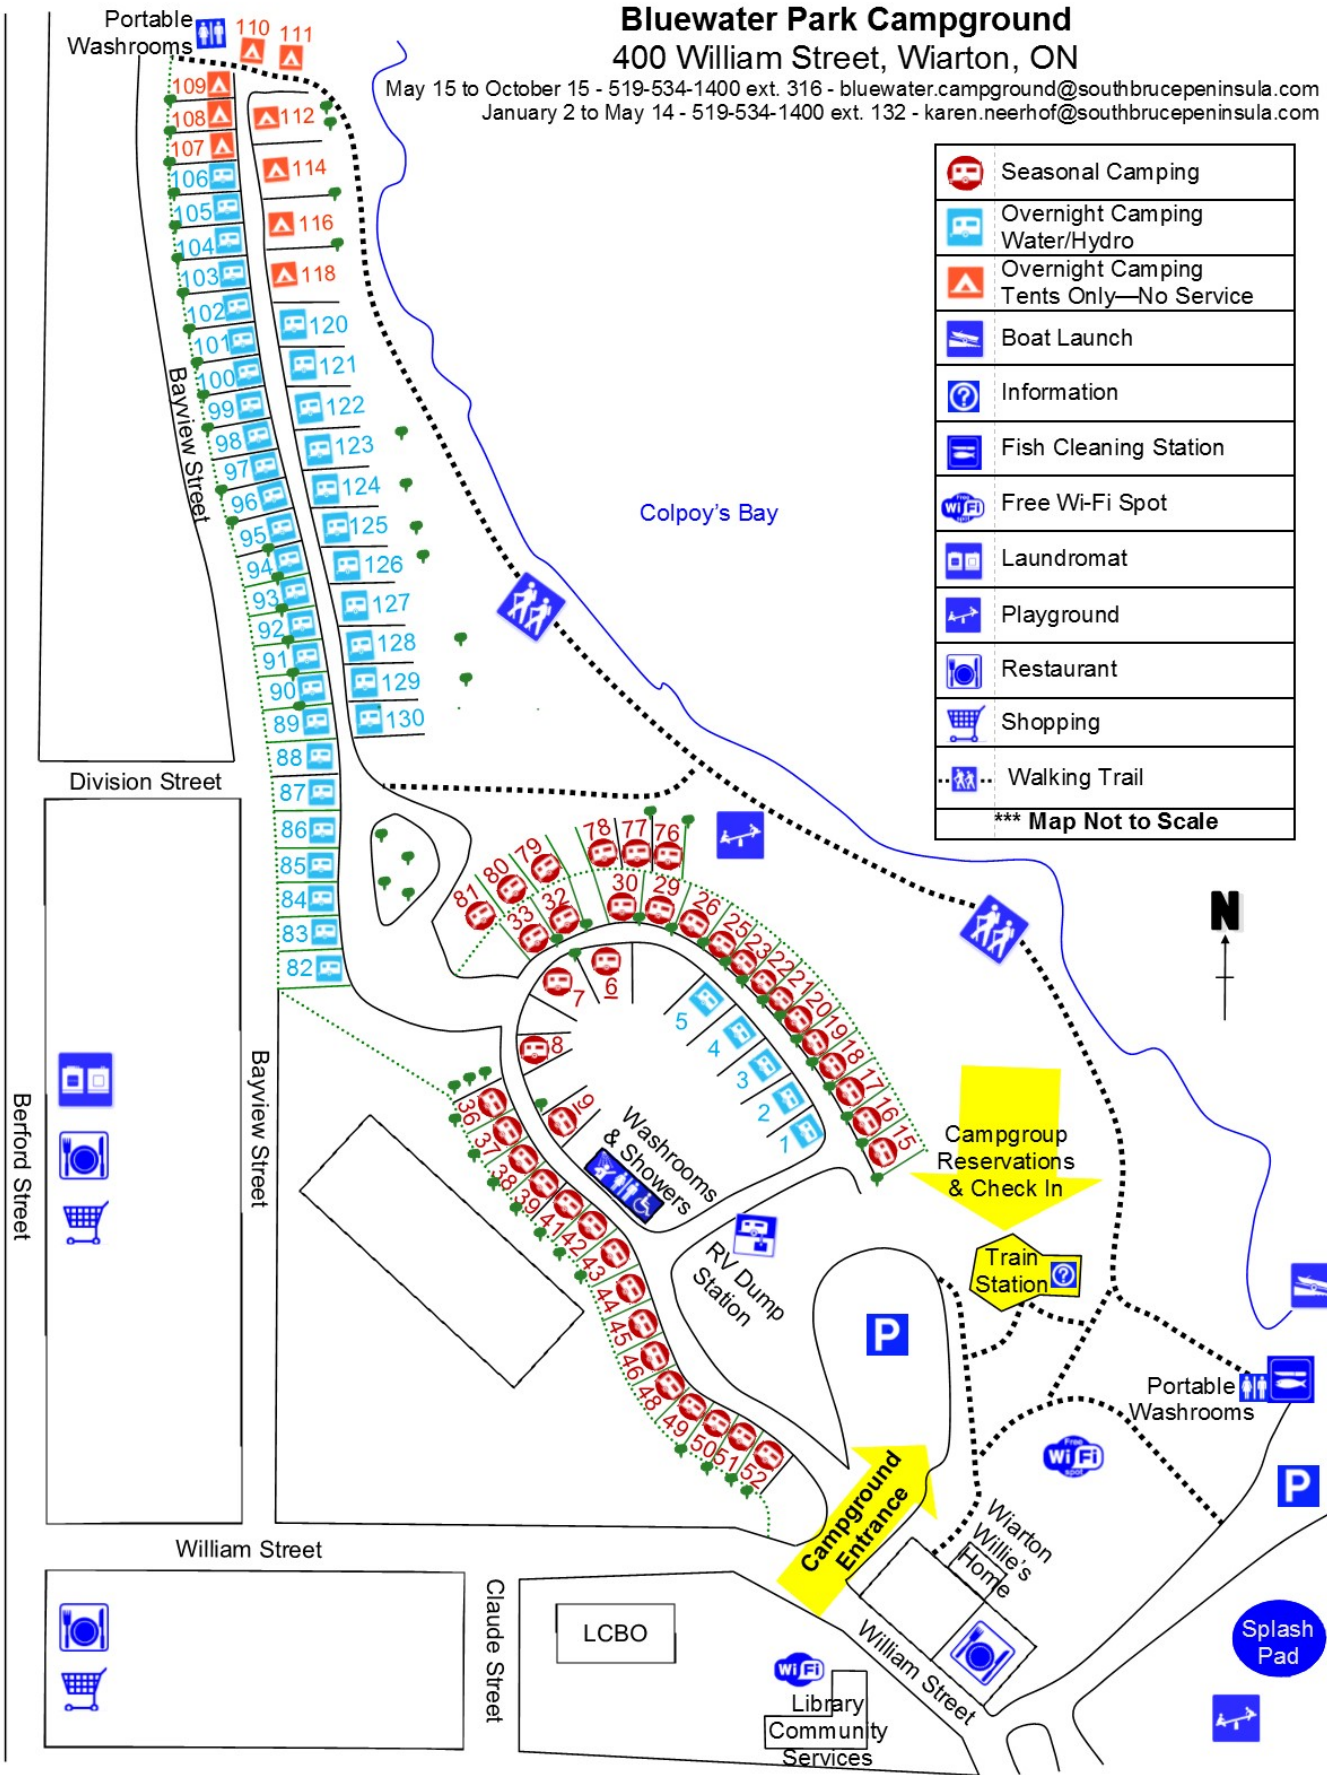 Bluewater Park Campground
400 William Street, Wiarton, ON
May 15 to October 15 - 519-534-1400 ext. 316 - bluewater.campground@southbrucepeninsula.com
January 2 to May 14 - 519-534-1400 ext. 132 - karen.neerhof@southbrucepeninsula.com
Portable
Washrooms
110
111
109
108
107
106
105
104
103
102
101
100
99
98
97
96
95
94
93
92
91
90
89
88
87
86
85
84
83
82
112
114
116
118
120
121
122
123
124
125
126
127
128
129
130
Bayview Street
Colpoy's Bay
Seasonal Camping
Overnight Camping
Water/Hydro
Overnight Camping
Tents Only—No Service
Boat Launch
Information
Fish Cleaning Station
Free Wi-Fi Spot
Laundromat
Playground
Restaurant
Shopping
Walking Trail
*** Map Not to Scale
N
Division Street
81
80
79
78
77
76
33
32
30
29
26
25
23
22
21
20
19
18
17
16
15
7
6
8
9
5
4
3
2
1
36
37
38
39
41
42
43
44
45
46
48
49
50
51
52
Washrooms
& Showers
RV Dump
Station
Campgroup
Reservations
& Check In
Train
Station
P
Portable
Washrooms
Free
WiFi
spot
P
Berford Street
Bayview Street
Campground
Entrance
Wiarton
Willie's
Home
William Street
Claude Street
LCBO
WiFi
Library
Community
Services
William Street
Splash
Pad